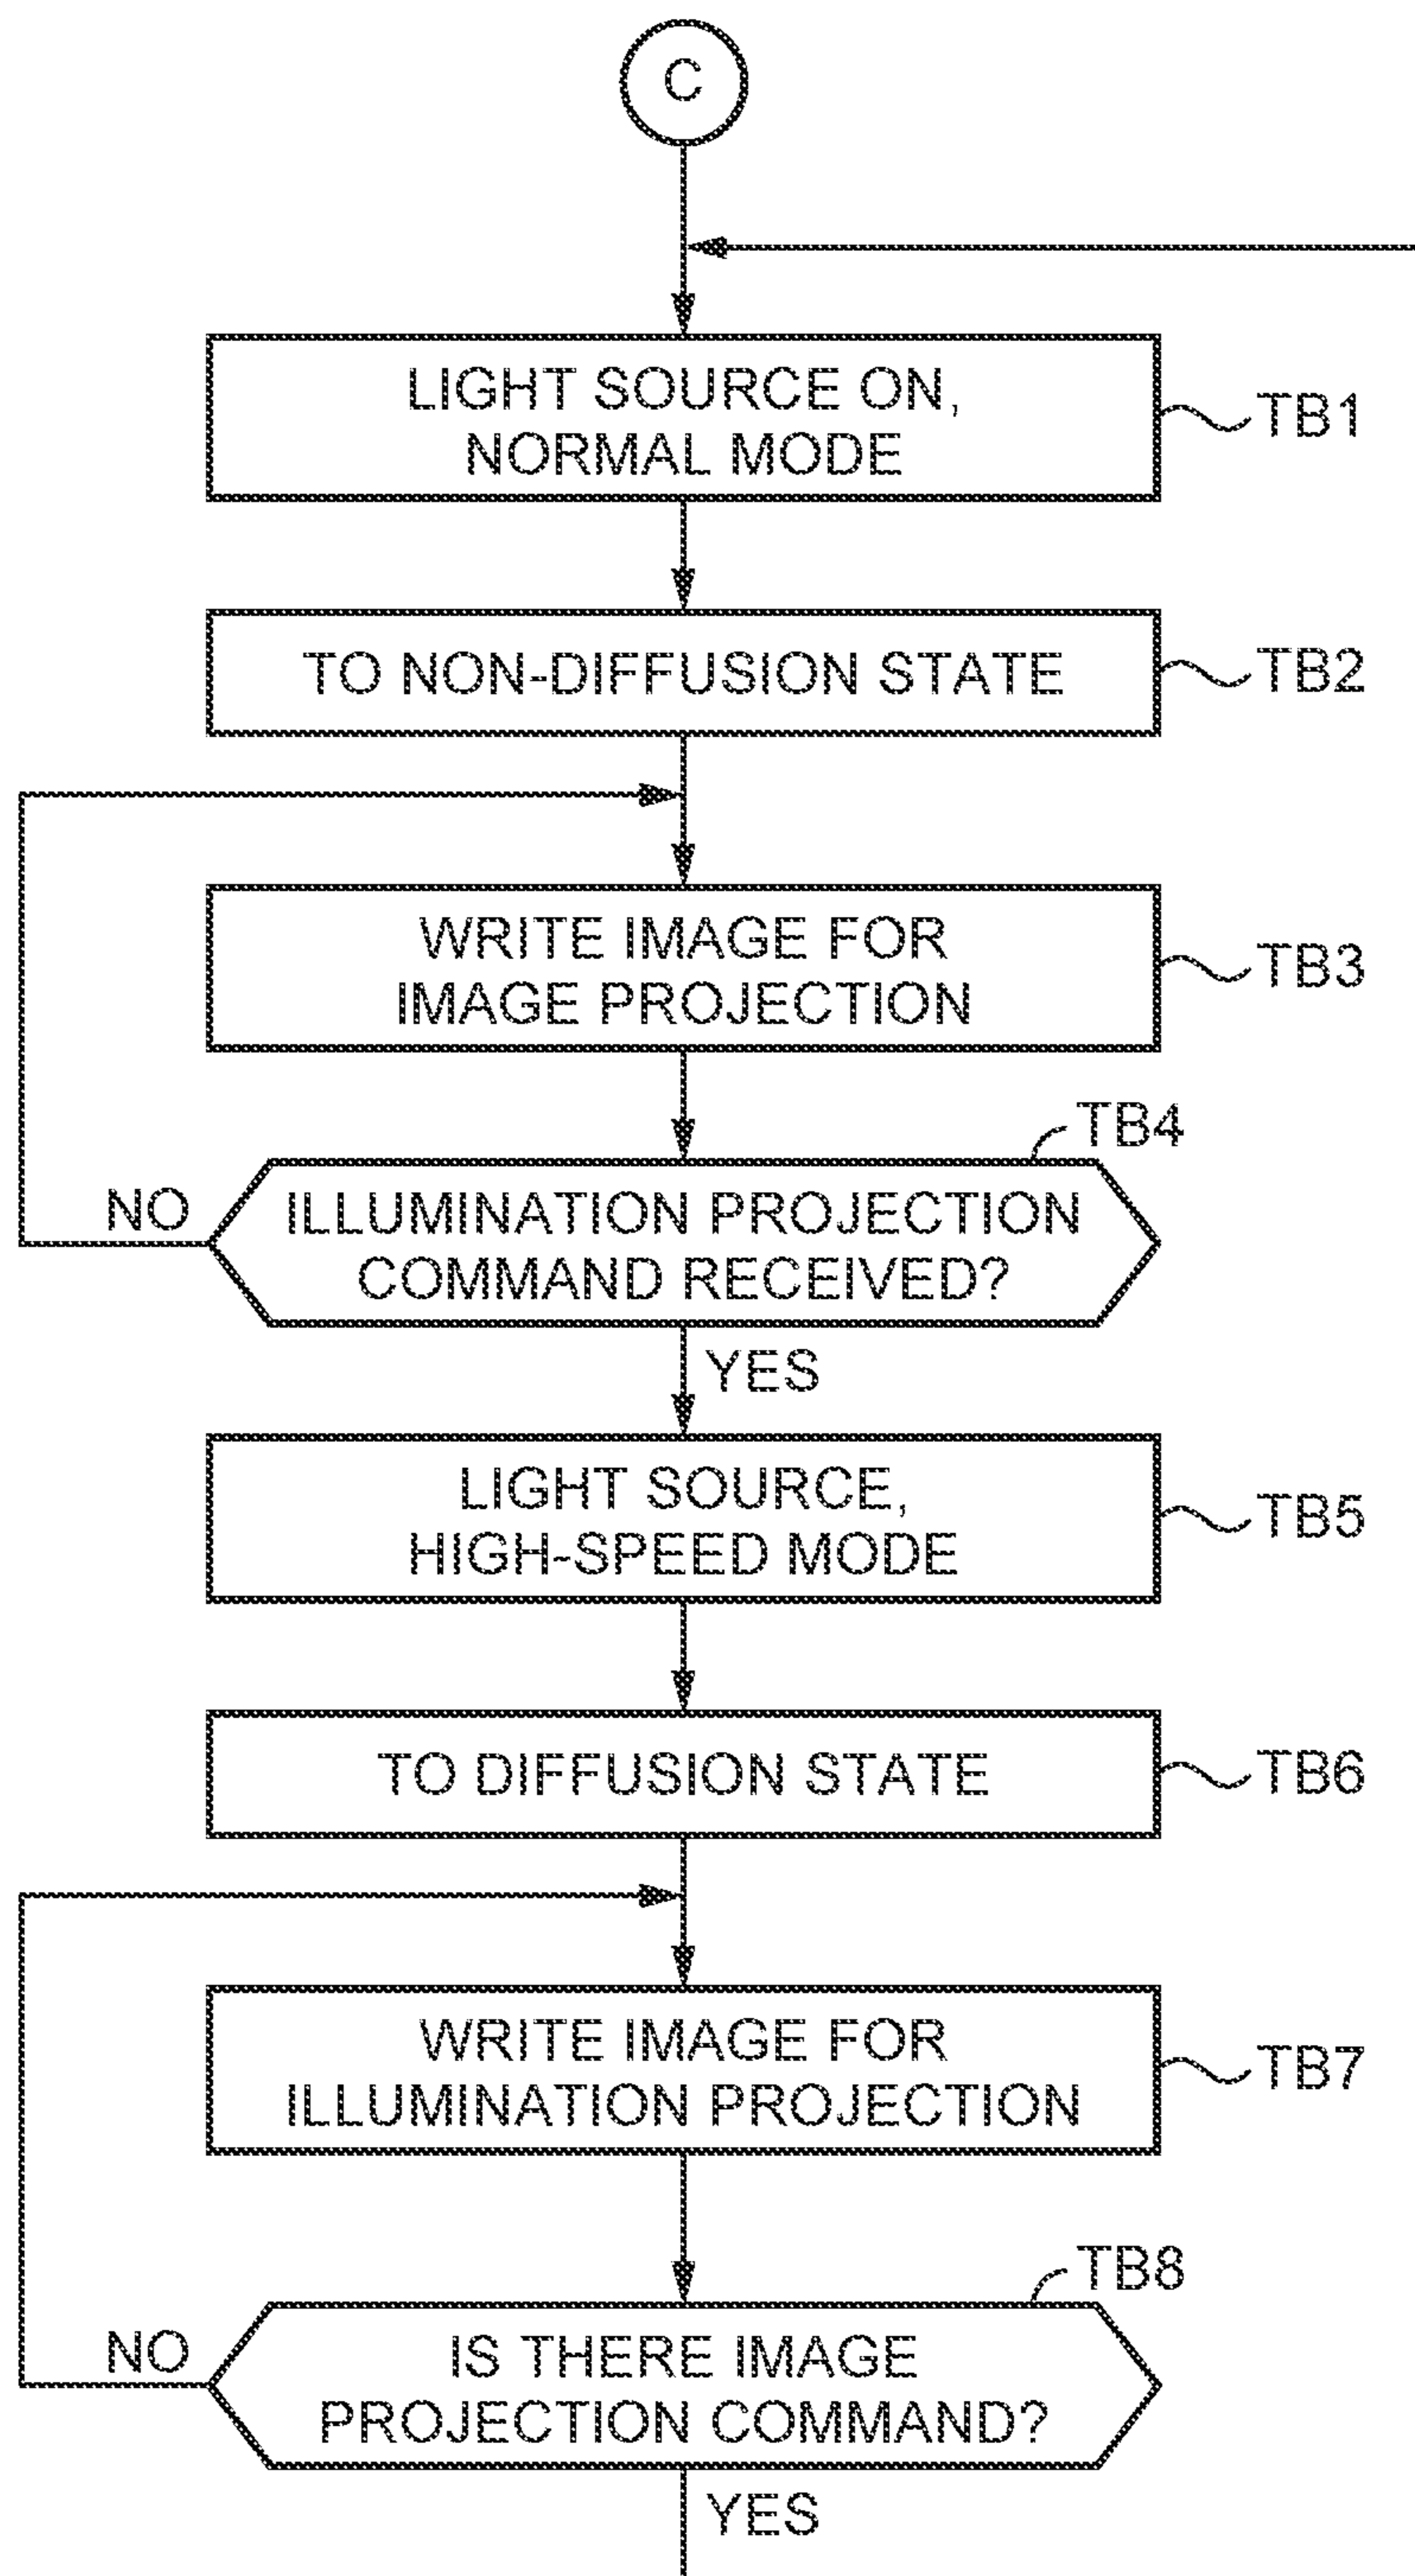 C
LIGHT SOURCE ON,
NORMAL MODE
TB1
TO NON-DIFFUSION STATE
TB2
WRITE IMAGE FOR
IMAGE PROJECTION
TB3
TB4
NO
ILLUMINATION PROJECTION
COMMAND RECEIVED?
YES
LIGHT SOURCE,
HIGH-SPEED MODE
TB5
TO DIFFUSION STATE
TB6
WRITE IMAGE FOR
ILLUMINATION PROJECTION
TB7
TB8
NO
IS THERE IMAGE
PROJECTION COMMAND?
YES